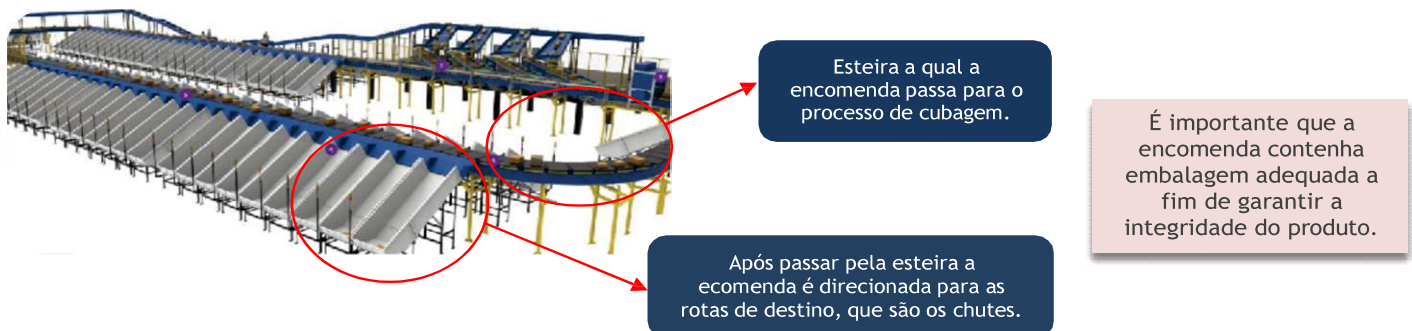 Esteira a qual a
encomenda passa para o
processo de cubagem.
É importante que a
encomenda contenha
embalagem adequada a
fim de garantir a
integridade do produto.
Após passar pela esteira a
ecomenda é direcionada para as
rotas de destino, que são os chutes.